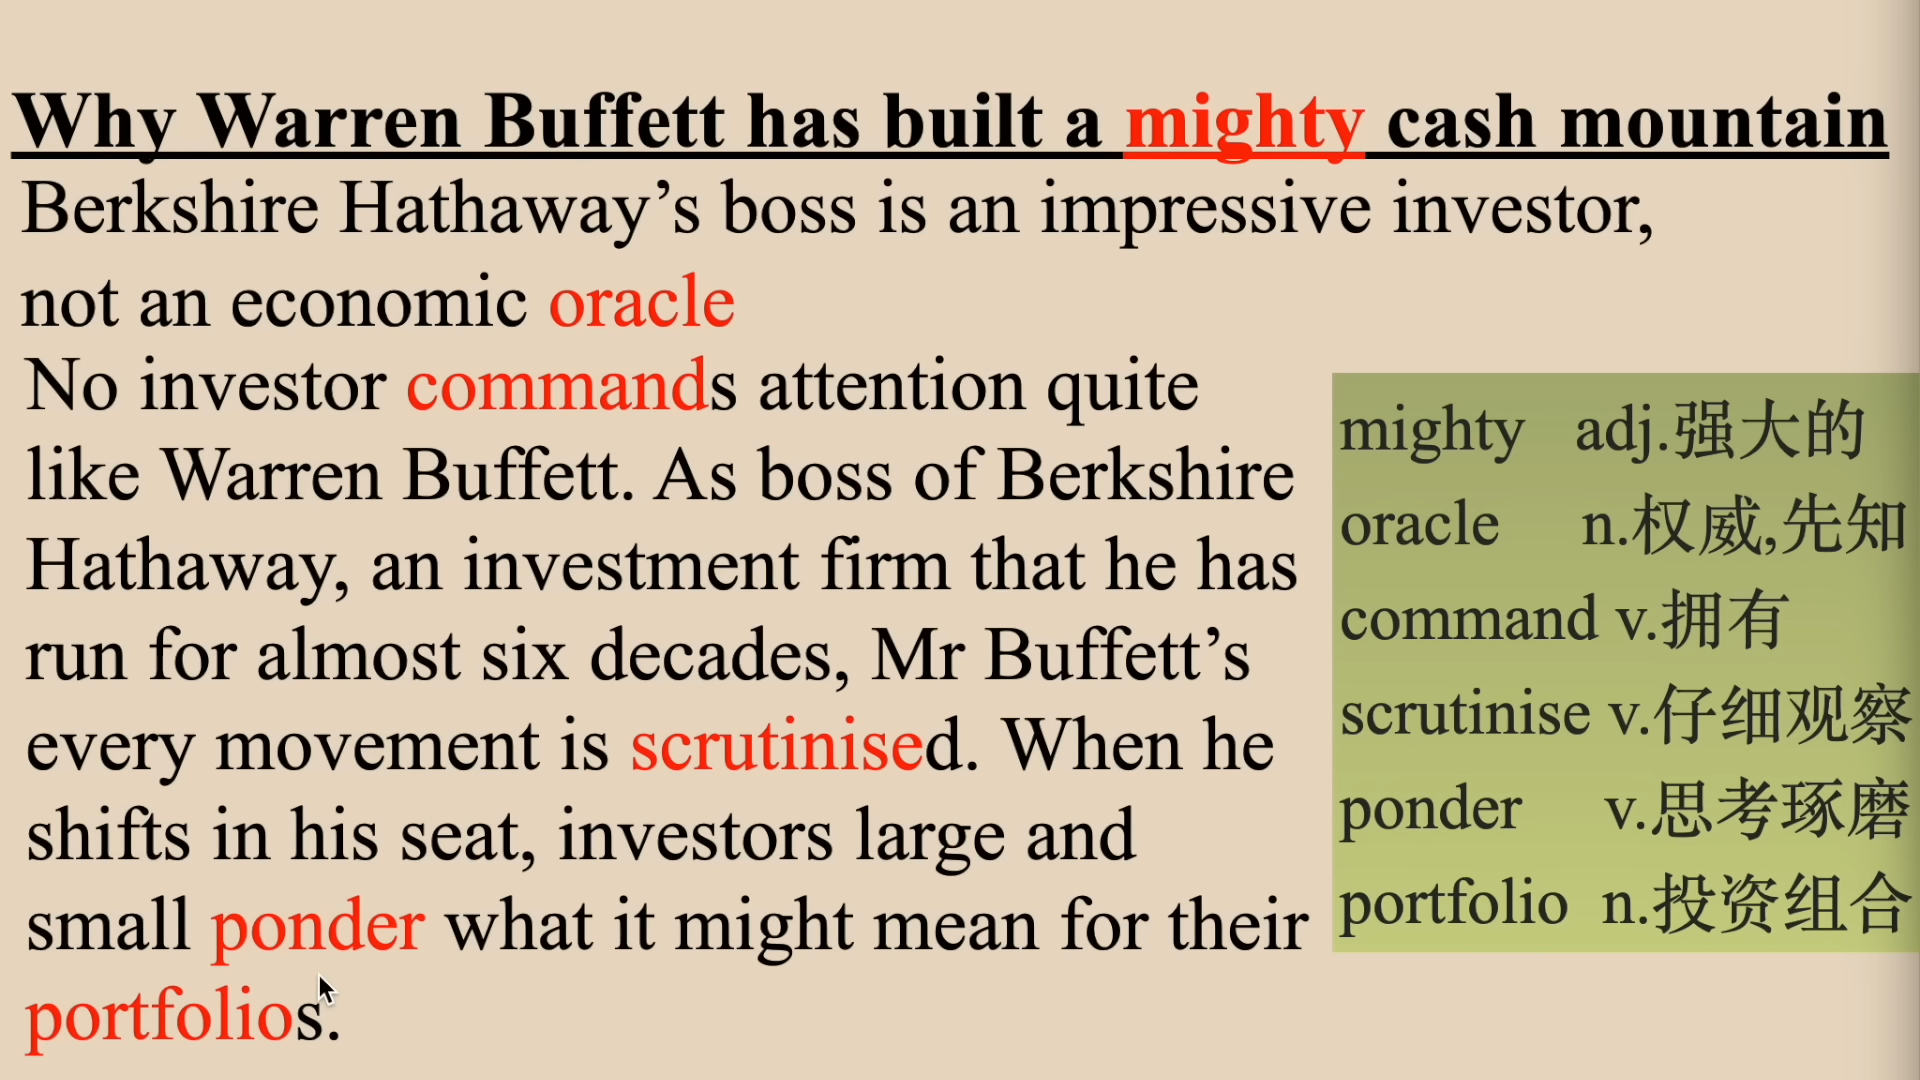 Why Warren Buffett has built a mighty cash mountain
Berkshire Hathaway’s boss is an impressive investor,
not an economic oracle
No investor commands attention quite
like Warren Buffett. As boss of Berkshire
Hathaway, an investment firm that he has
run for almost six decades, Mr Buffett’s
every movement is scrutinised. When he
shifts in his seat, investors large and
small ponder what it might mean for their
portfolios.
mighty adj.强大的
oracle n.权威,先知
command v.拥有
scrutinise v.仔细观察
ponder v.思考琢磨
portfolio n.投资组合